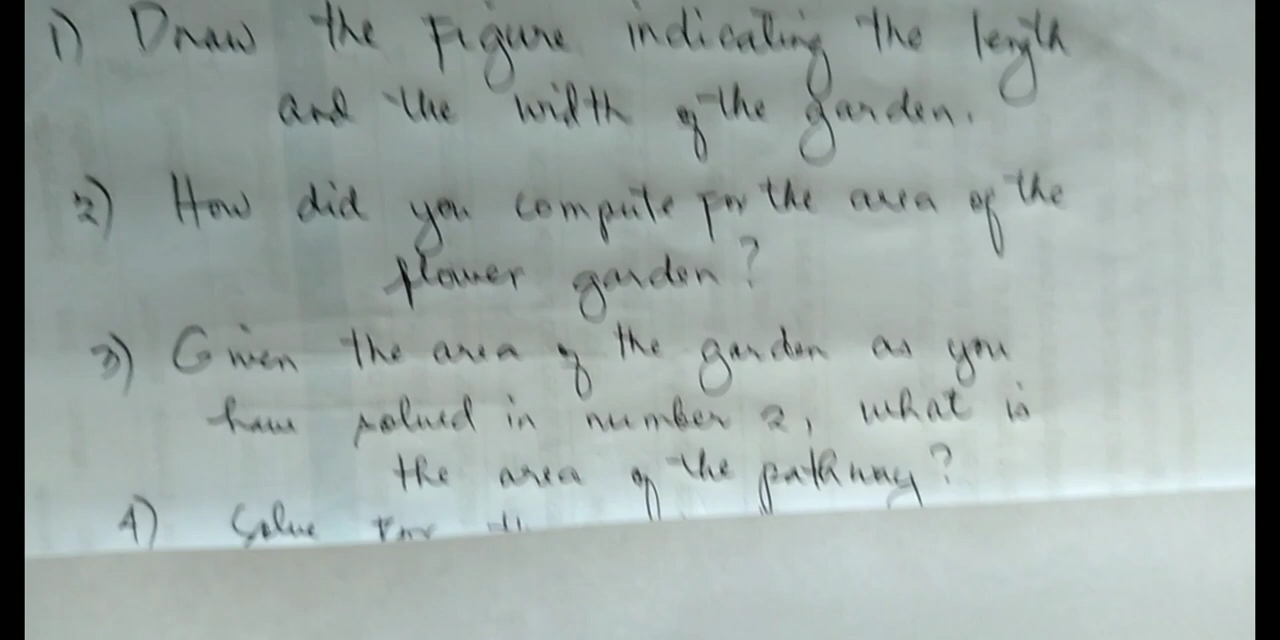 1) Draw the Figure indicating the length
and the width of the garden.
2) How did you compute for the area of the
flower garden?
3) Given the area of the garden as you
have solved in number 2, what is
the area of the pathway?
4) Solve For